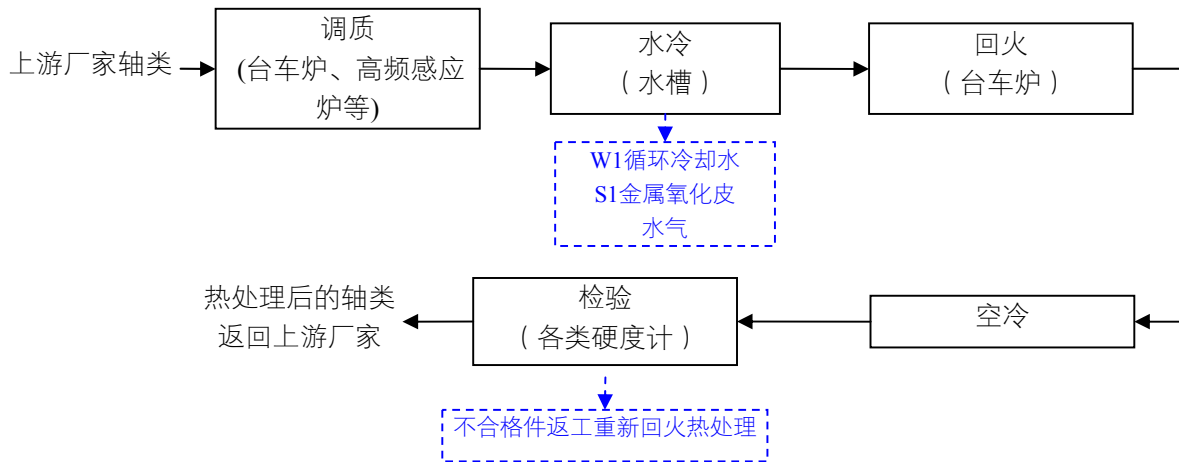 上游厂家轴类
调质
(台车炉、高频感应
炉等)
水冷
（水槽）
回火
（台车炉）
W1循环冷却水
S1金属氧化皮
水气
热处理后的轴类
返回上游厂家
检验
（各类硬度计）
空冷
不合格件返工重新回火热处理